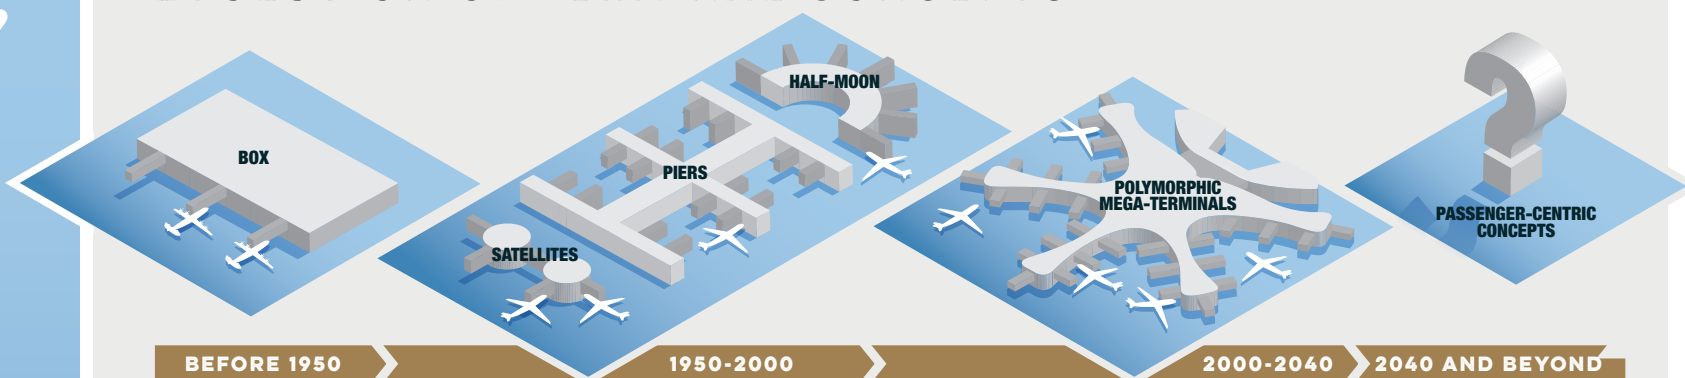 BOX
HALF-MOON
PIERS
SATELLITES
POLYMORPHIC
MEGA-TERMINALS
PASSENGER-CENTRIC
CONCEPTS
BEFORE 1950
1950-2000
2000-2040
2040 AND BEYOND